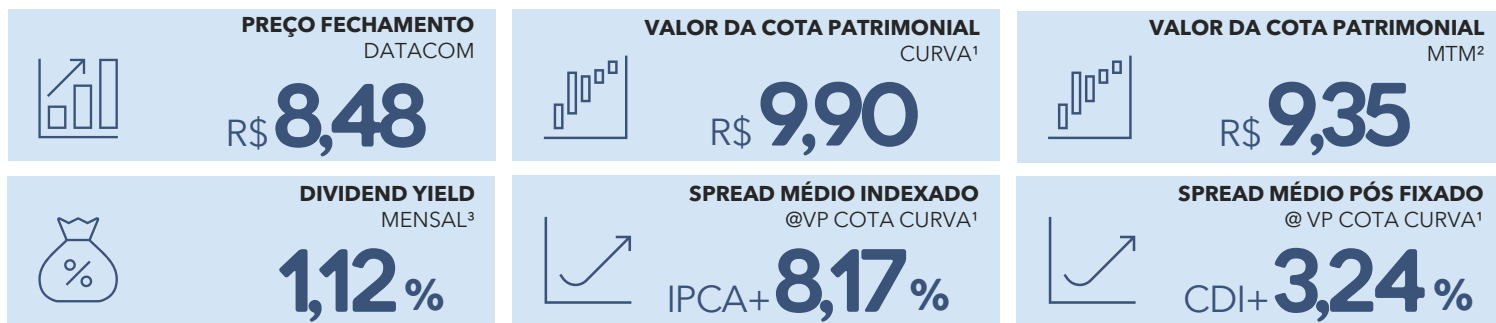 PREÇO FECHAMENTO
DATACOM
R$ 8,48
VALOR DA COTA PATRIMONIAL
CURVA¹
R$ 9,90
VALOR DA COTA PATRIMONIAL
MTM²
R$ 9,35
DIVIDEND YIELD
MENSAL³
%
1,12 %
SPREAD MÉDIO INDEXADO
@VP COTA CURVA¹
IPCA+ 8,17 %
SPREAD MÉDIO PÓS FIXADO
@ VP COTA CURVA¹
CDI+ 3,24 %